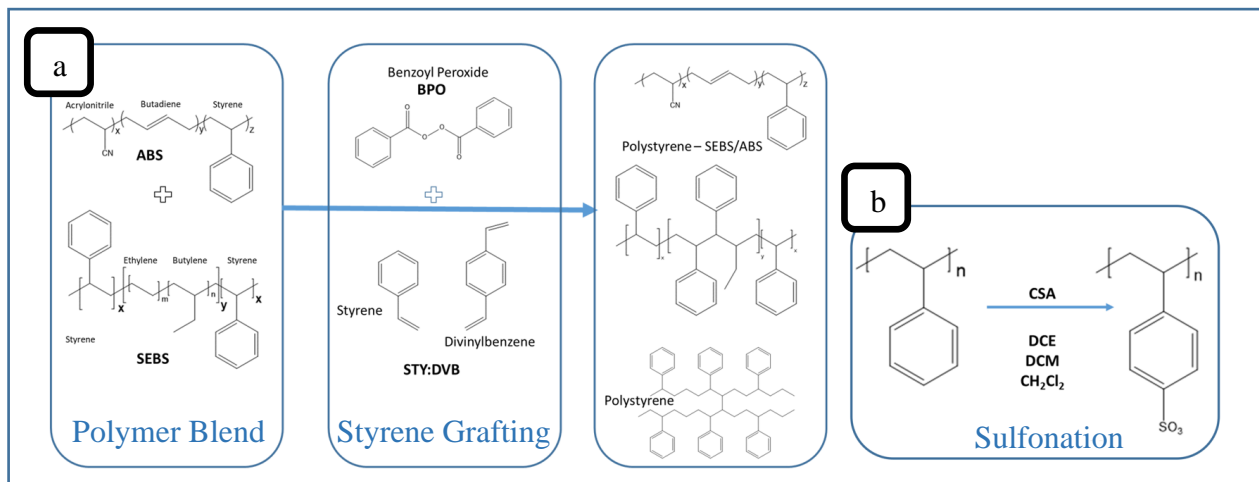 a
Acrylonitrile Butadiene Styrene
x y z
CN
ABS
Ethylene Butylene Styrene
x m n y x
Styrene
SEBS
Polymer Blend
Benzoyl Peroxide
BPO
O
O
O
O
Styrene
Divinylbenzene
STY:DVB
Styrene Grafting
x y z
CN
Polystyrene – SEBS/ABS
x y x
Polystyrene
b
n
CSA
DCE
DCM
CH₂Cl₂
n
SO₃
Sulfonation